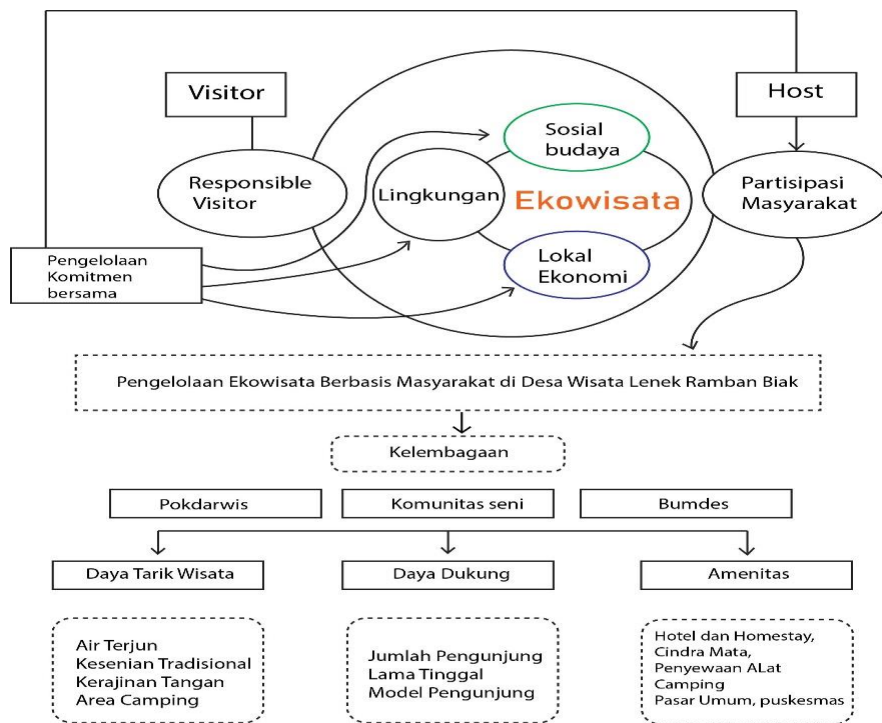 Visitor
Host
Sosial
budaya
Responsible
Visitor
Lingkungan
Ekowisata
Partisipasi
Masyarakat
Lokal
Ekonomi
Pengelolaan
Komitmen
bersama
Pengelolaan Ekowisata Berbasis Masyarakat di Desa Wisata Lenek Ramban Biak
Kelembagaan
Pokdarwis
Komunitas seni
Bumdes
Daya Tarik Wisata
Daya Dukung
Amenitas
Air Terjun
Kesenian Tradisional
Kerajinan Tangan
Area Camping
Jumlah Pengunjung
Lama Tinggal
Model Pengunjung
Hotel dan Homestay,
Cindra Mata,
Penyewaan ALat
Camping
Pasar Umum, puskesmas